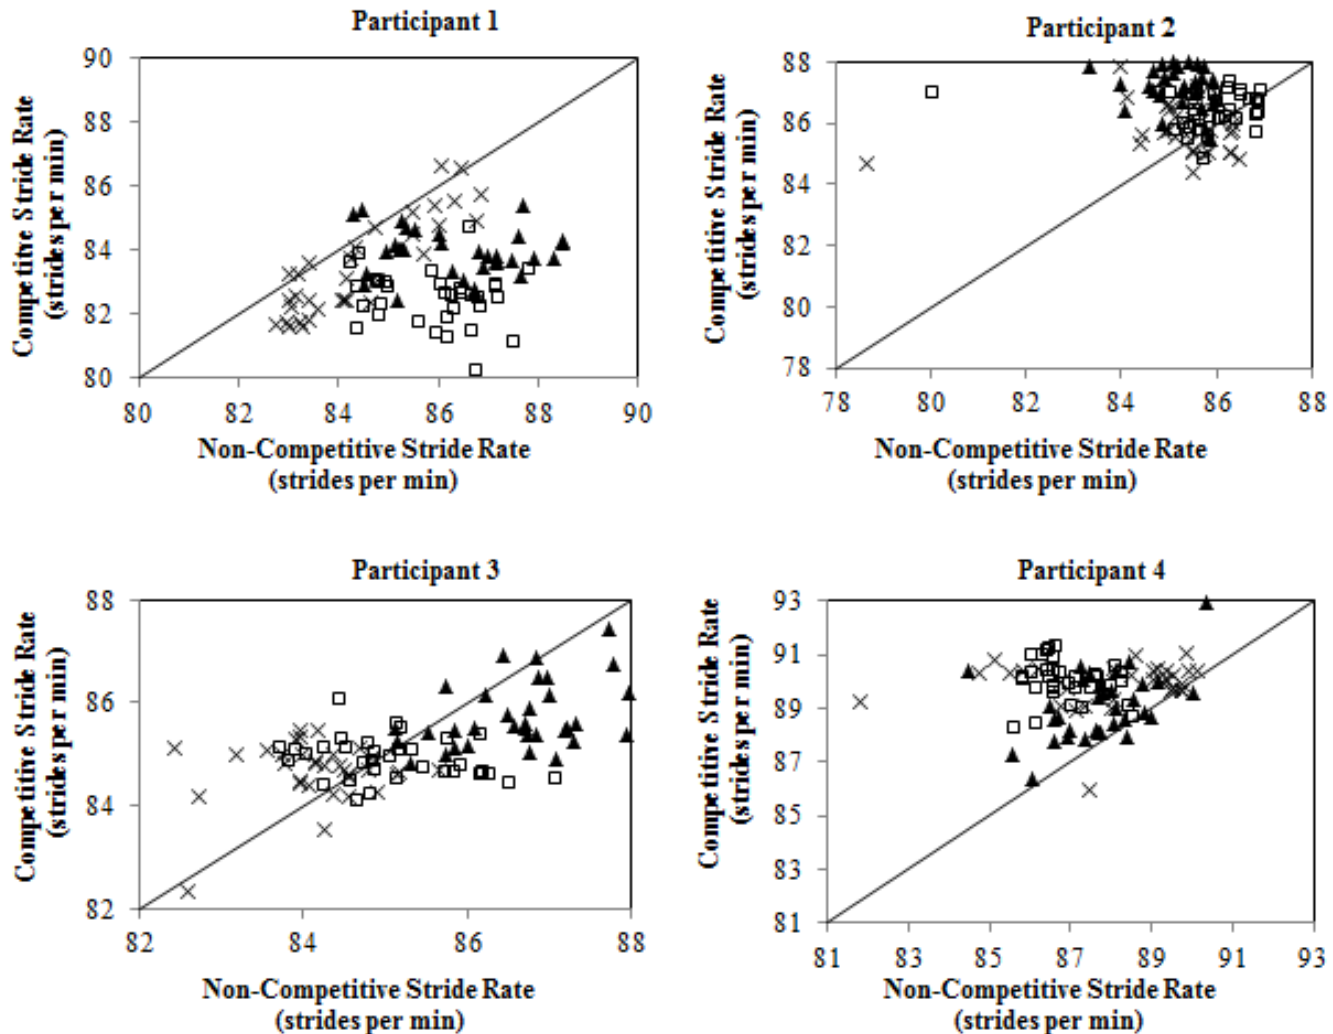 Participant 1
90
88
86
84
82
80
80 82 84 86 88 90
Competitive Stride Rate
(strides per min)
Non-Competitive Stride Rate
(strides per min)
Participant 2
88
86
84
82
80
78
78 80 82 84 86 88
Competitive Stride Rate
(strides per min)
Non-Competitive Stride Rate
(strides per min)
Participant 3
88
86
84
82
82 84 86 88
Competitive Stride Rate
(strides per min)
Non-Competitive Stride Rate
(strides per min)
Participant 4
93
91
89
87
85
83
81
81 83 85 87 89 91 93
Competitive Stride Rate
(strides per min)
Non-Competitive Stride Rate
(strides per min)